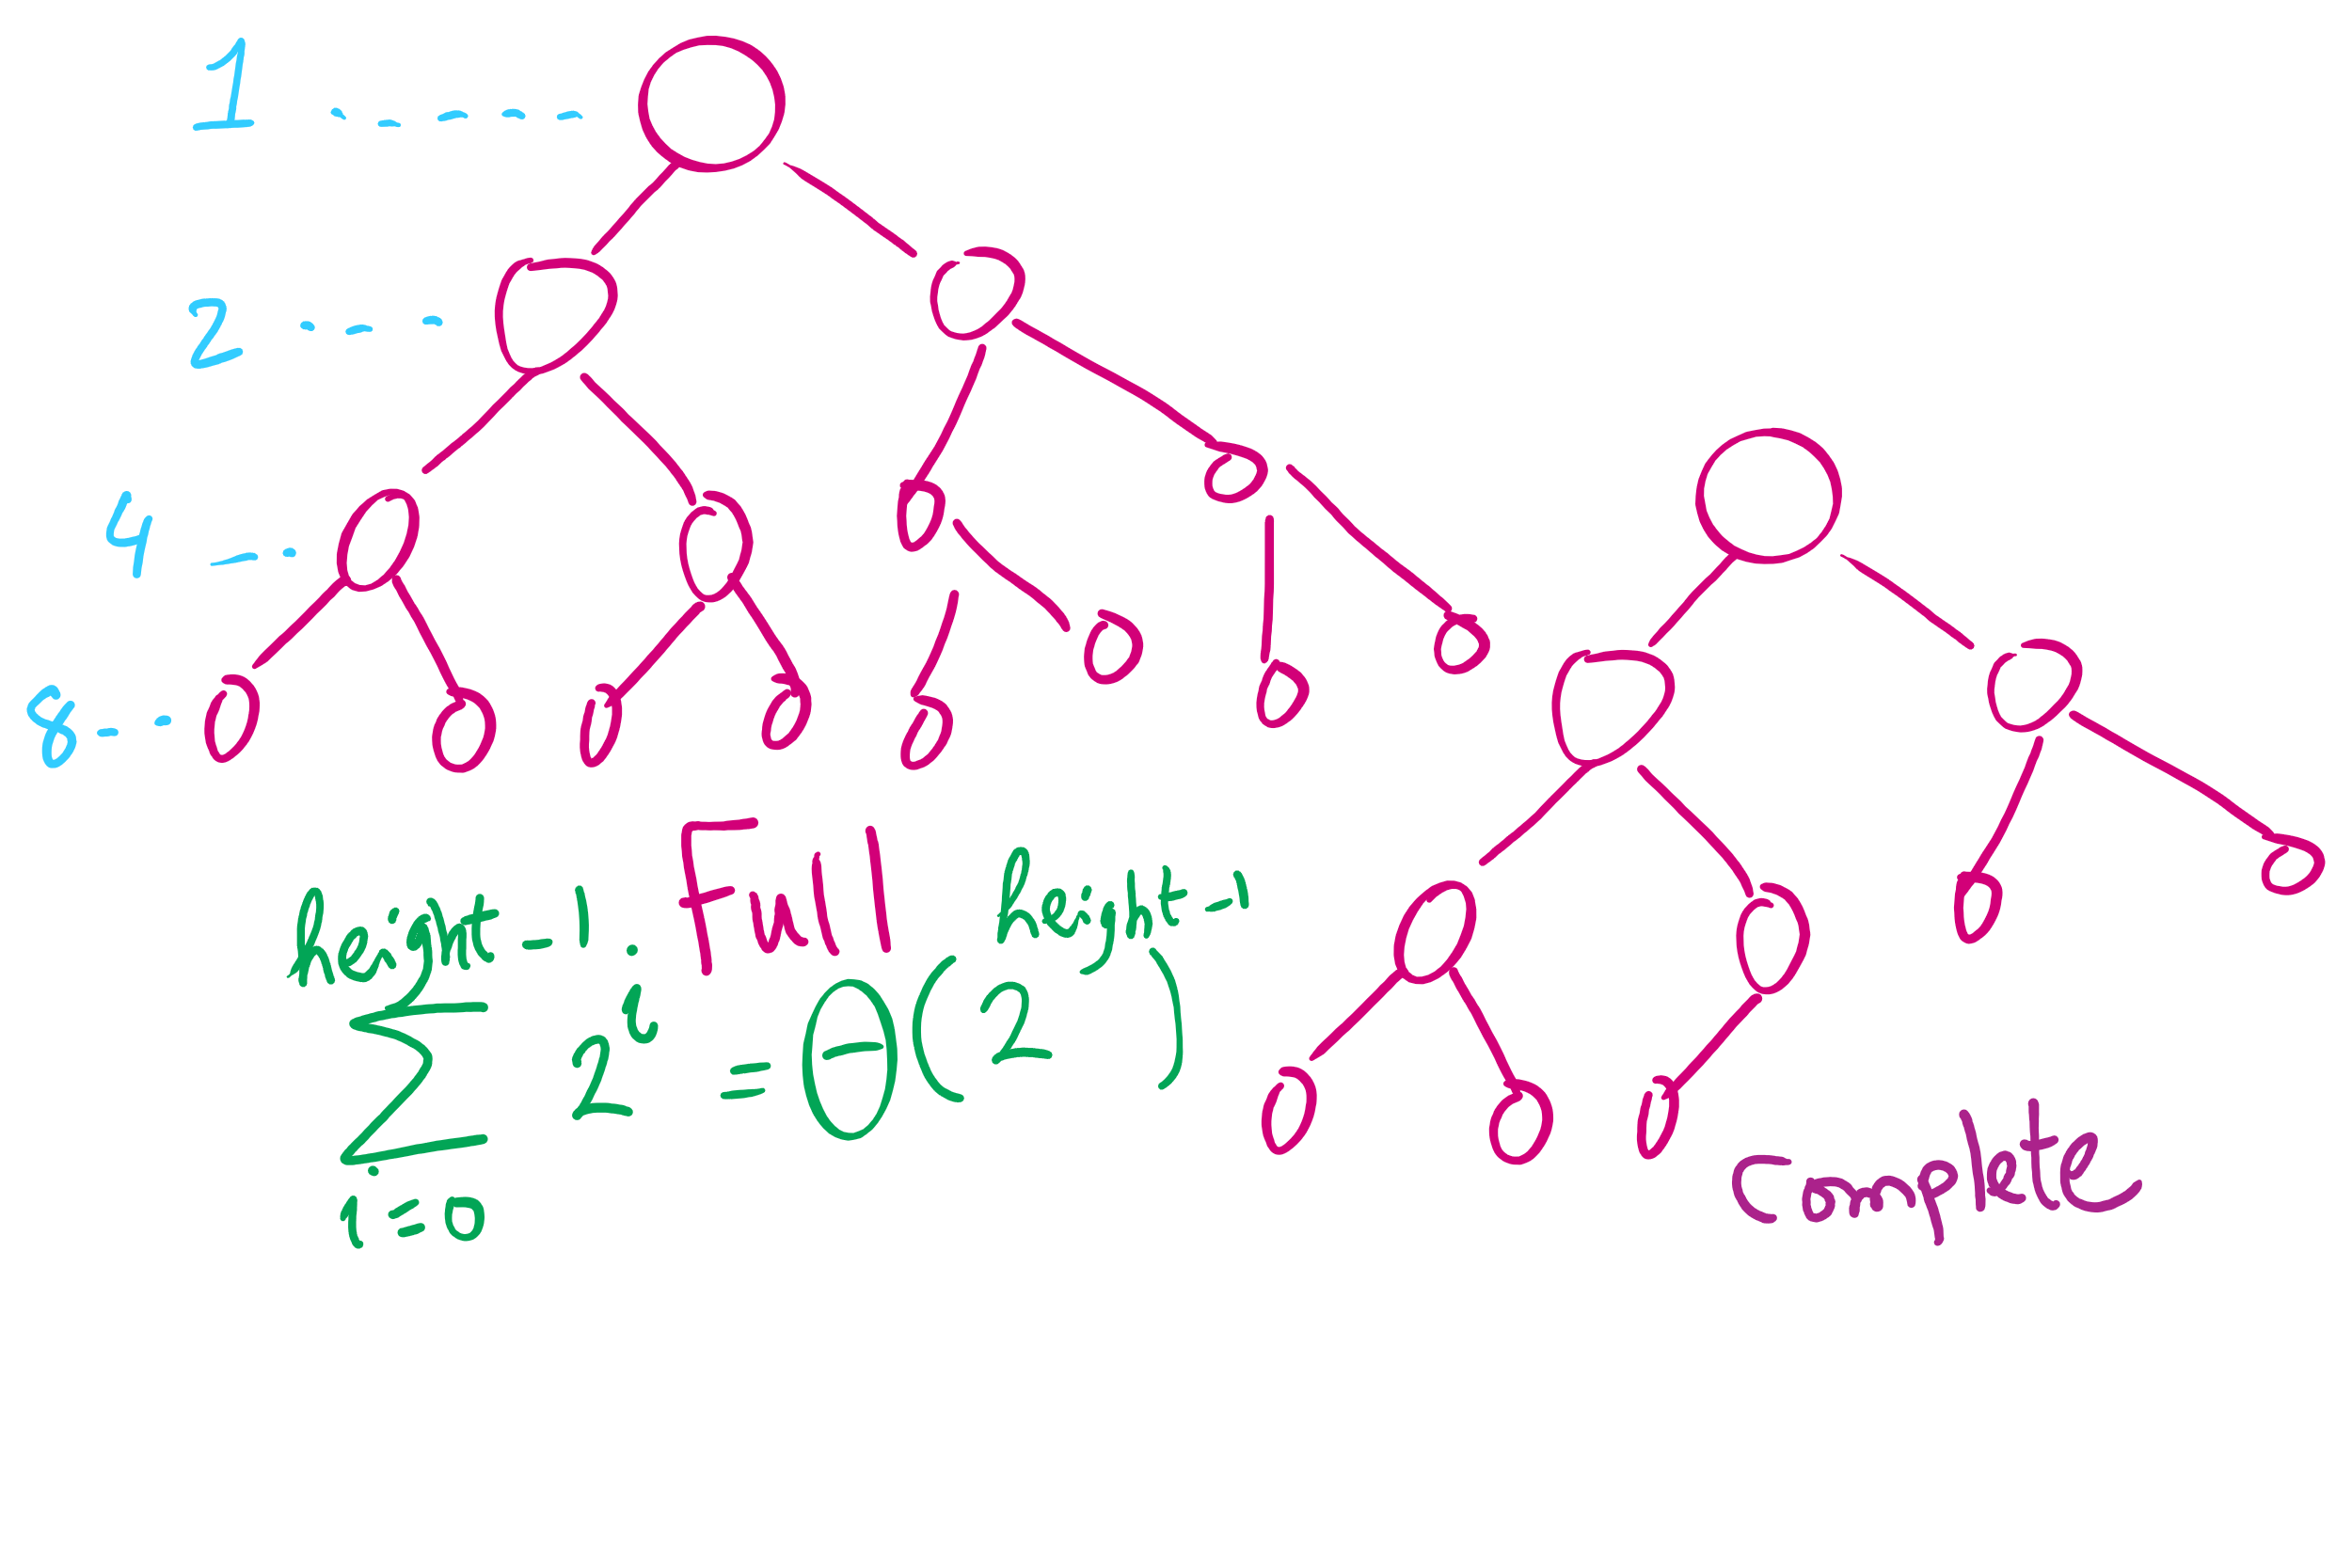 1
2
4
8
Full
height-1
∑ 2^i = Θ(2^height-1)
i=0
complete